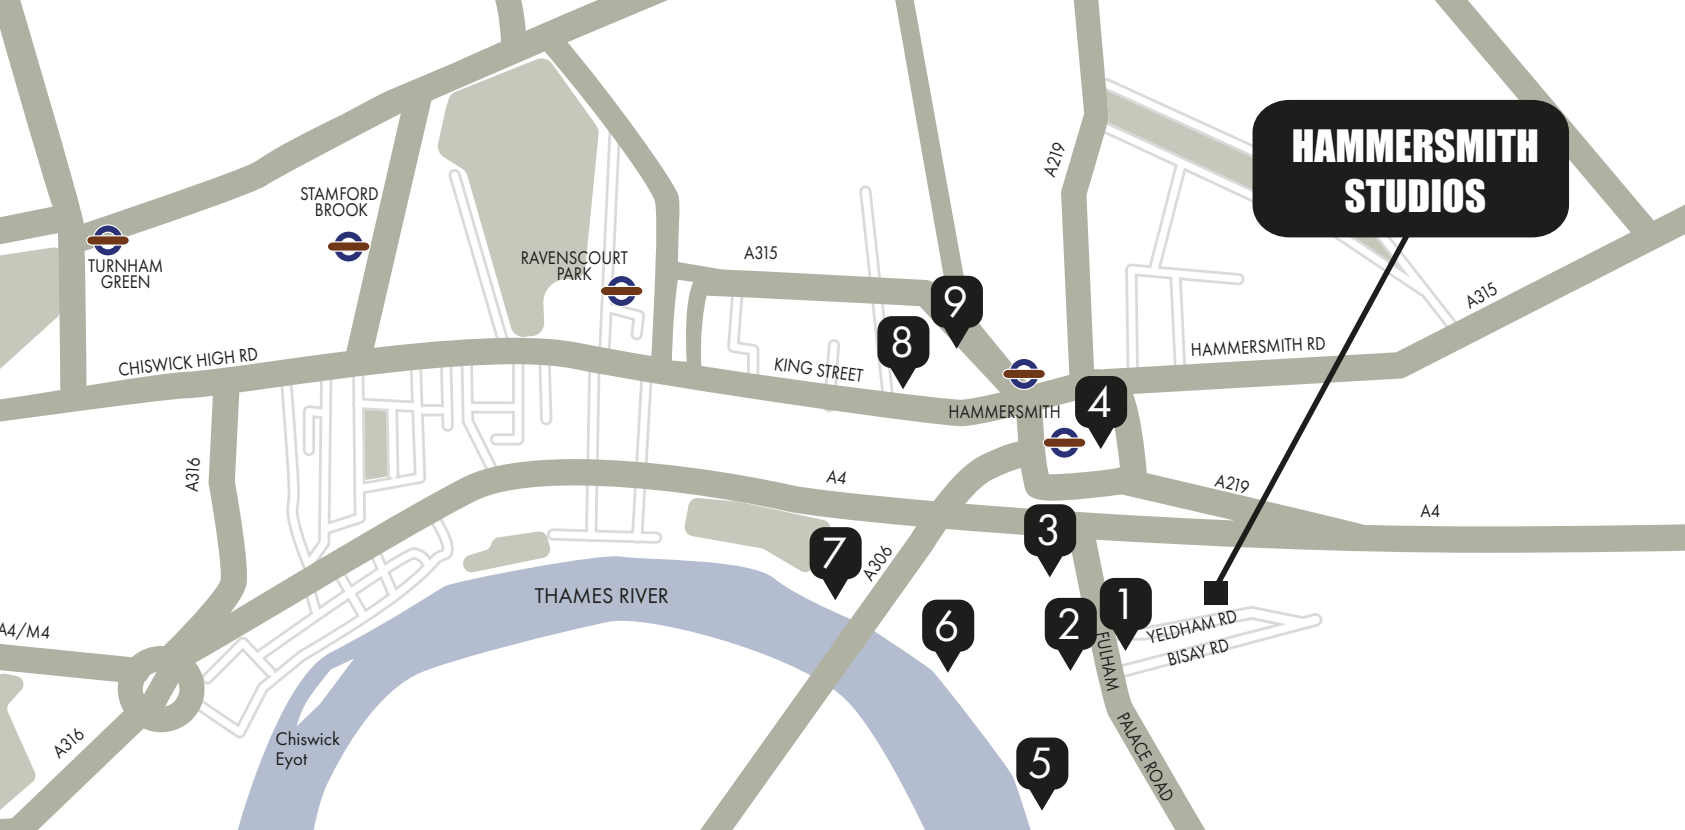 HAMMERSMITH
STUDIOS
A219
STAMFORD
BROOK
TURNHAM
GREEN
RAVENSCOURT
PARK
A315
9
A315
8
CHISWICK HIGH RD
KING STREET
HAMMERSMITH RD
HAMMERSMITH
4
A316
A4
A219
A4
3
7
A306
THAMES RIVER
1
2
6
YELDHAM RD
BISAY RD
A4/M4
FULHAM
PALACE ROAD
A316
Chiswick
Eyot
5